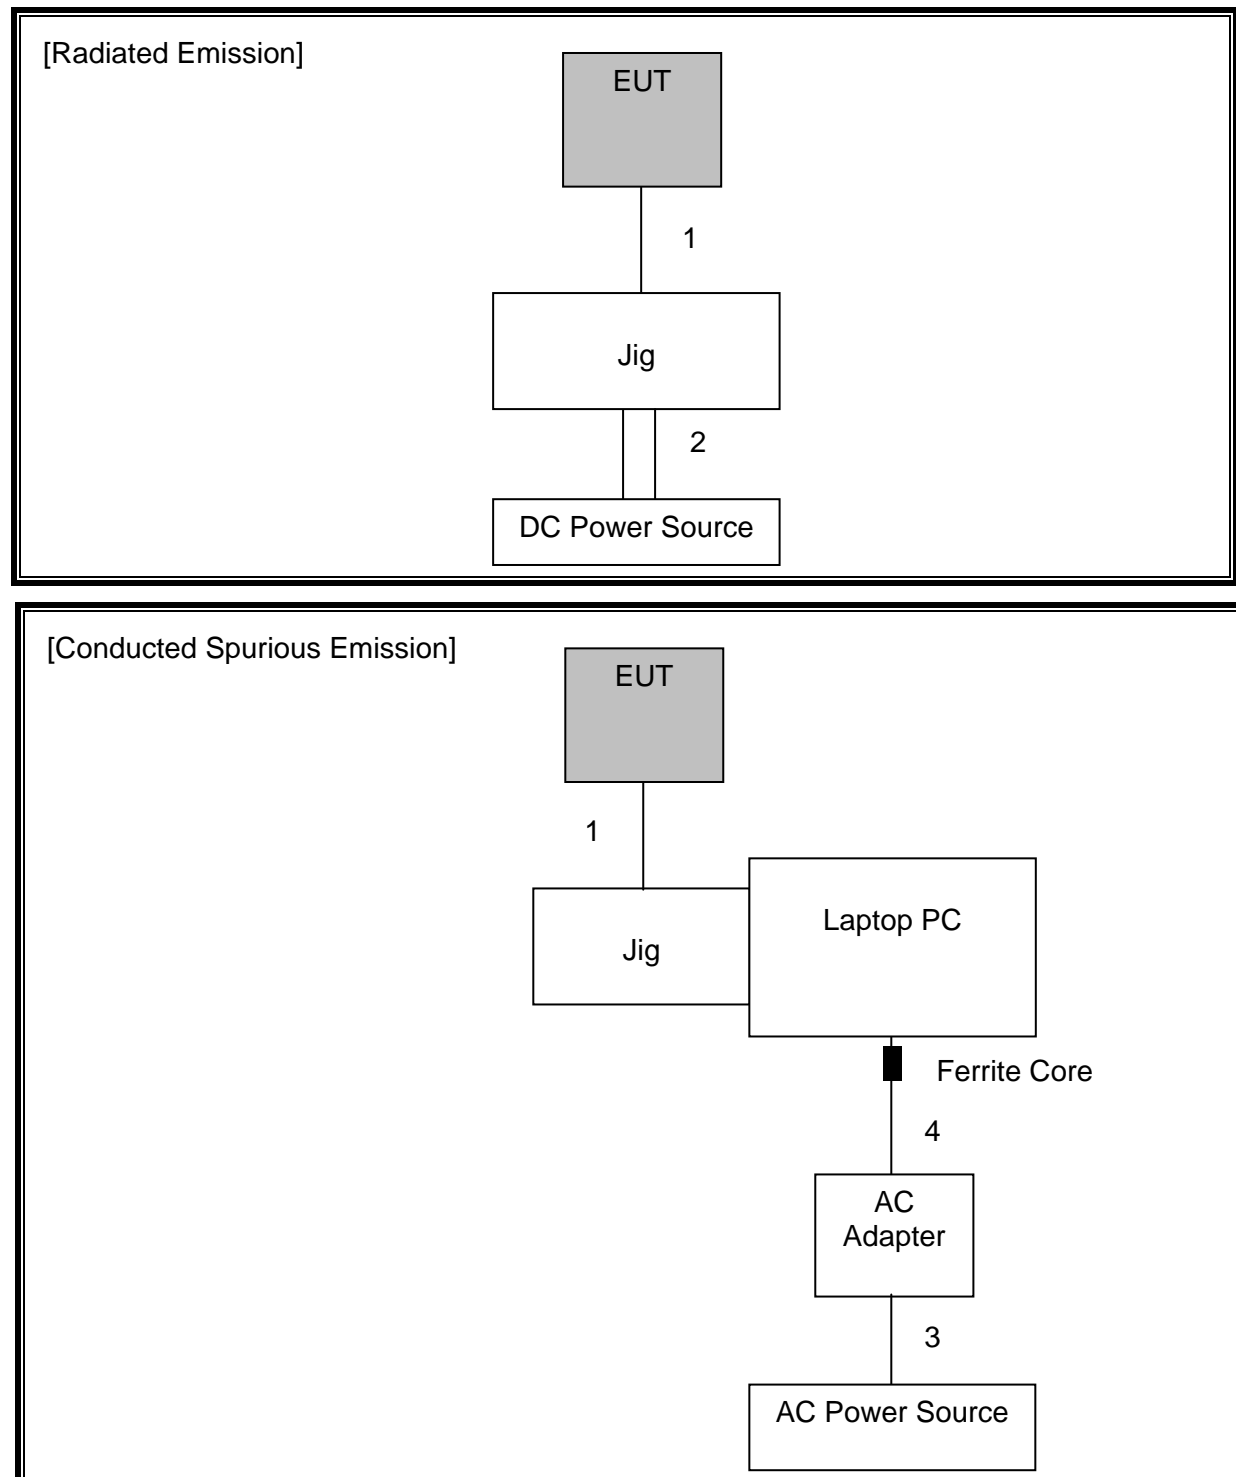 [Radiated Emission]
EUT
1
Jig
2
DC Power Source
[Conducted Spurious Emission]
EUT
1
Laptop PC
Jig
Ferrite Core
4
AC
Adapter
3
AC Power Source